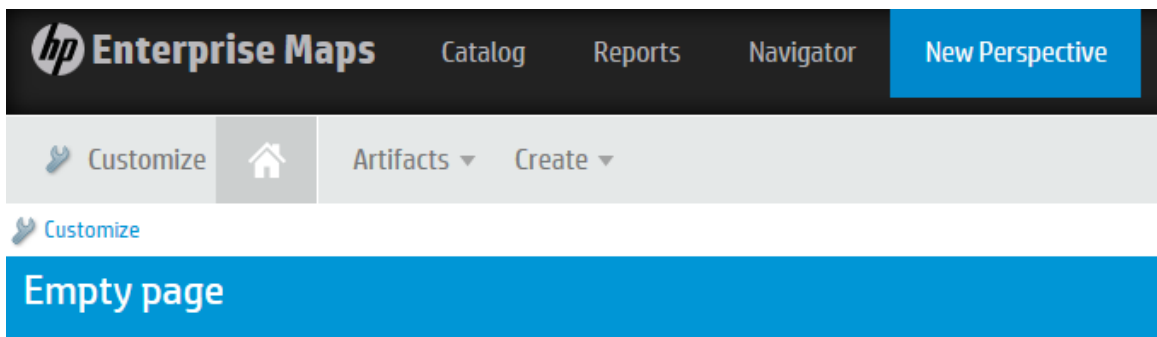 hp Enterprise Maps Catalog Reports Navigator New Perspective
Customize Artifacts Create
Customize
Empty page